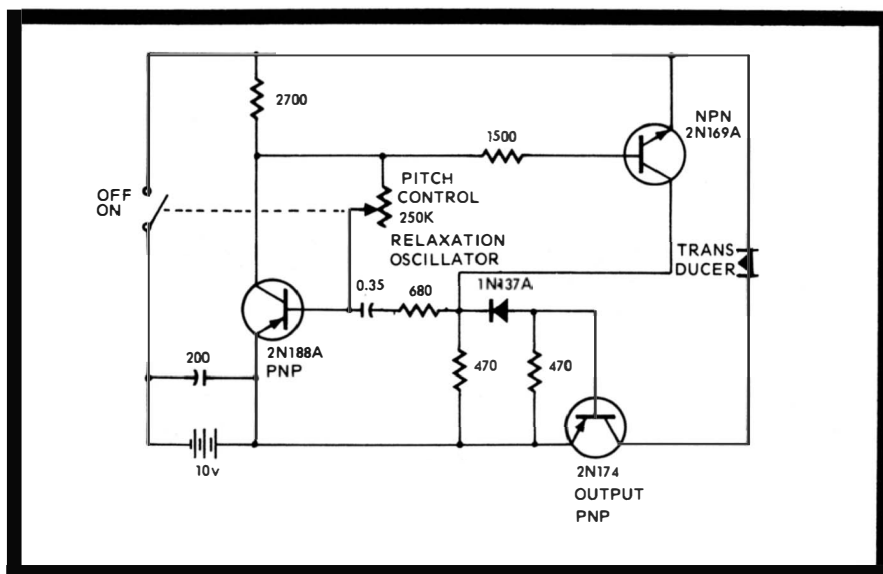 2700
NPN
2N169A
1500
OFF
ON
PITCH
CONTROL
250K
RELAXATION
OSCILLATOR
TRANS
DUCER
0.35
680
1N137A
2N188A
PNP
200
470
470
10v
2N174
OUTPUT
PNP